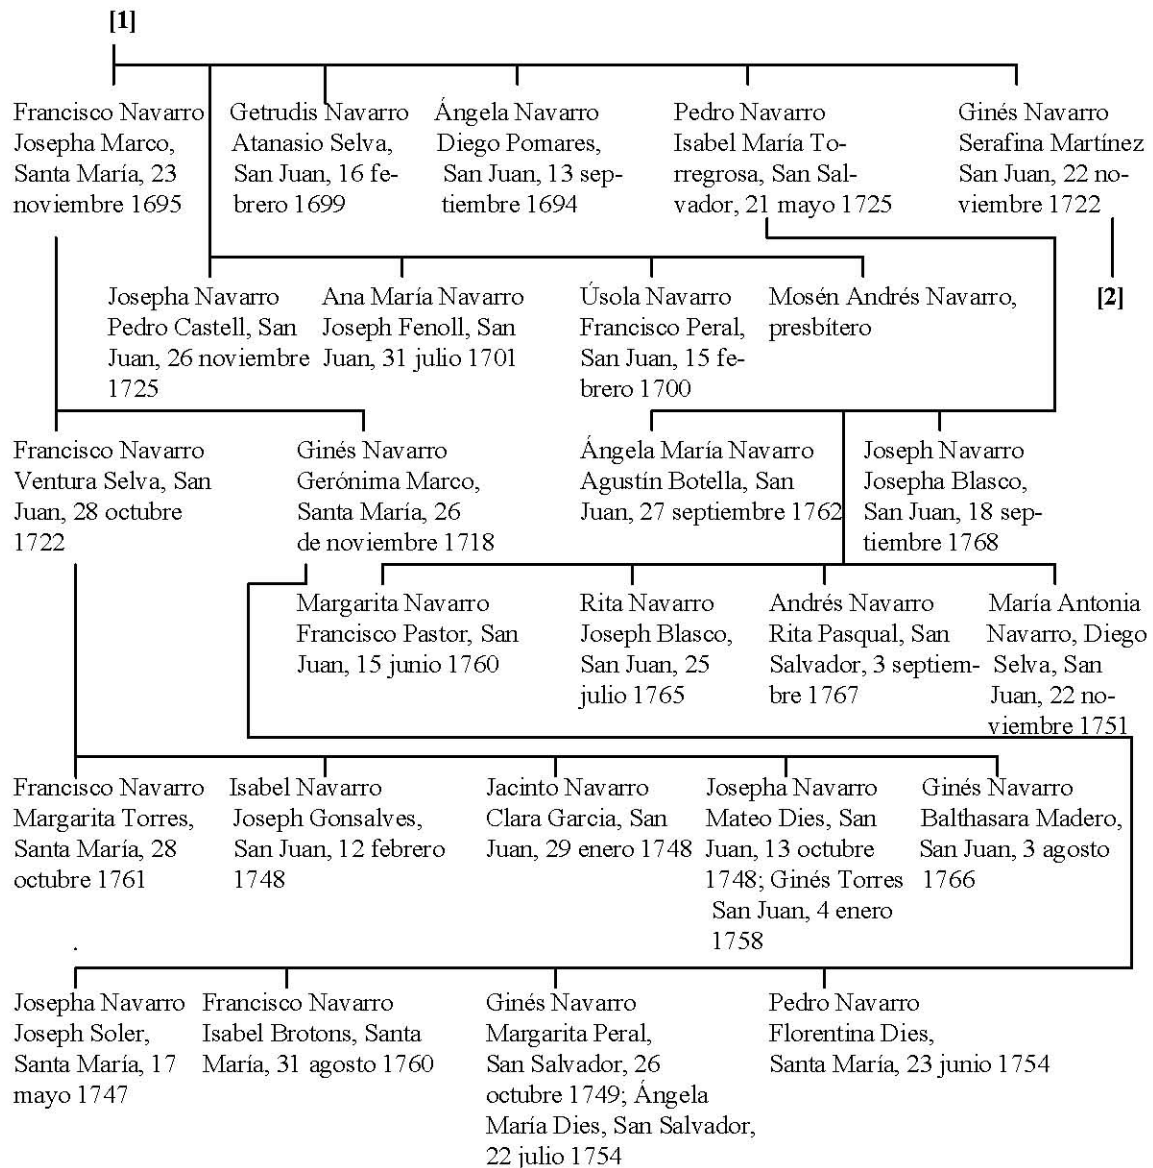 [1]
Francisco Navarro
Josepha Marco,
Santa María, 23
noviembre 1695
Getrudis Navarro
Atanasio Selva,
San Juan, 16 fe-
brero 1699
Ángela Navarro
Diego Pomares,
San Juan, 13 sep-
tiembre 1694
Pedro Navarro
Isabel María To-
rregrosa, San Sal-
vador, 21 mayo 1725
Ginés Navarro
Serafina Martínez
San Juan, 22 no-
viembre 1722
Josepha Navarro
Pedro Castell, San
Juan, 26 noviembre
1725
Ana María Navarro
Joseph Fenoll, San
Juan, 31 julio 1701
Úsola Navarro
Francisco Peral,
San Juan, 15 fe-
brero 1700
Mosén Andrés Navarro,
presbítero
[2]
Francisco Navarro
Ventura Selva, San
Juan, 28 octubre
1722
Ginés Navarro
Gerónima Marco,
Santa María, 26
de noviembre 1718
Ángela María Navarro
Agustín Botella, San
Juan, 27 septiembre 1762
Joseph Navarro
Josepha Blasco,
San Juan, 18 sep-
tiembre 1768
Margarita Navarro
Francisco Pastor, San
Juan, 15 junio 1760
Rita Navarro
Joseph Blasco,
San Juan, 25
julio 1765
Andrés Navarro
Rita Pasqual, San
Salvador, 3 septiem-
bre 1767
María Antonia
Navarro, Diego
Selva, San
Juan, 22 no-
viembre 1751
Francisco Navarro
Margarita Torres,
Santa María, 28
octubre 1761
Isabel Navarro
Joseph Gonsalves,
San Juan, 12 febrero
1748
Jacinto Navarro
Clara Garcia, San
Juan, 29 enero 1748
Josepha Navarro
Mateo Dies, San
Juan, 13 octubre
1748; Ginés Torres
San Juan, 4 enero
1758
Ginés Navarro
Balthasara Madero,
San Juan, 3 agosto
1766
.
Josepha Navarro
Joseph Soler,
Santa María, 17
mayo 1747
Francisco Navarro
Isabel Brotons, Santa
María, 31 agosto 1760
Ginés Navarro
Margarita Peral,
San Salvador, 26
octubre 1749; Ángela
María Dies, San Salvador,
22 julio 1754
Pedro Navarro
Florentina Dies,
Santa María, 23 junio 1754